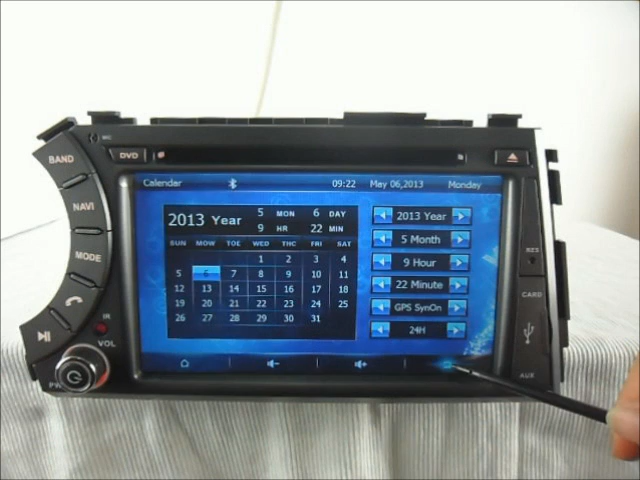 MIC
DVD
BAND
NAVI
MODE
IR
VOL
PW
RES
CARD
AUX
Calendar 09:22 May 06,2013 Monday
2013 Year 5 MON 6 DAY
9 HR 22 MIN
SUN MOW TOE WED THC FRI SAT
1 2 3 4
5 6 7 8 9 10 11
12 13 14 15 16 17 18
19 20 21 22 23 24 25
26 27 28 29 30 31
2013 Year
5 Month
9 Hour
22 Minute
GPS SynOn
24H